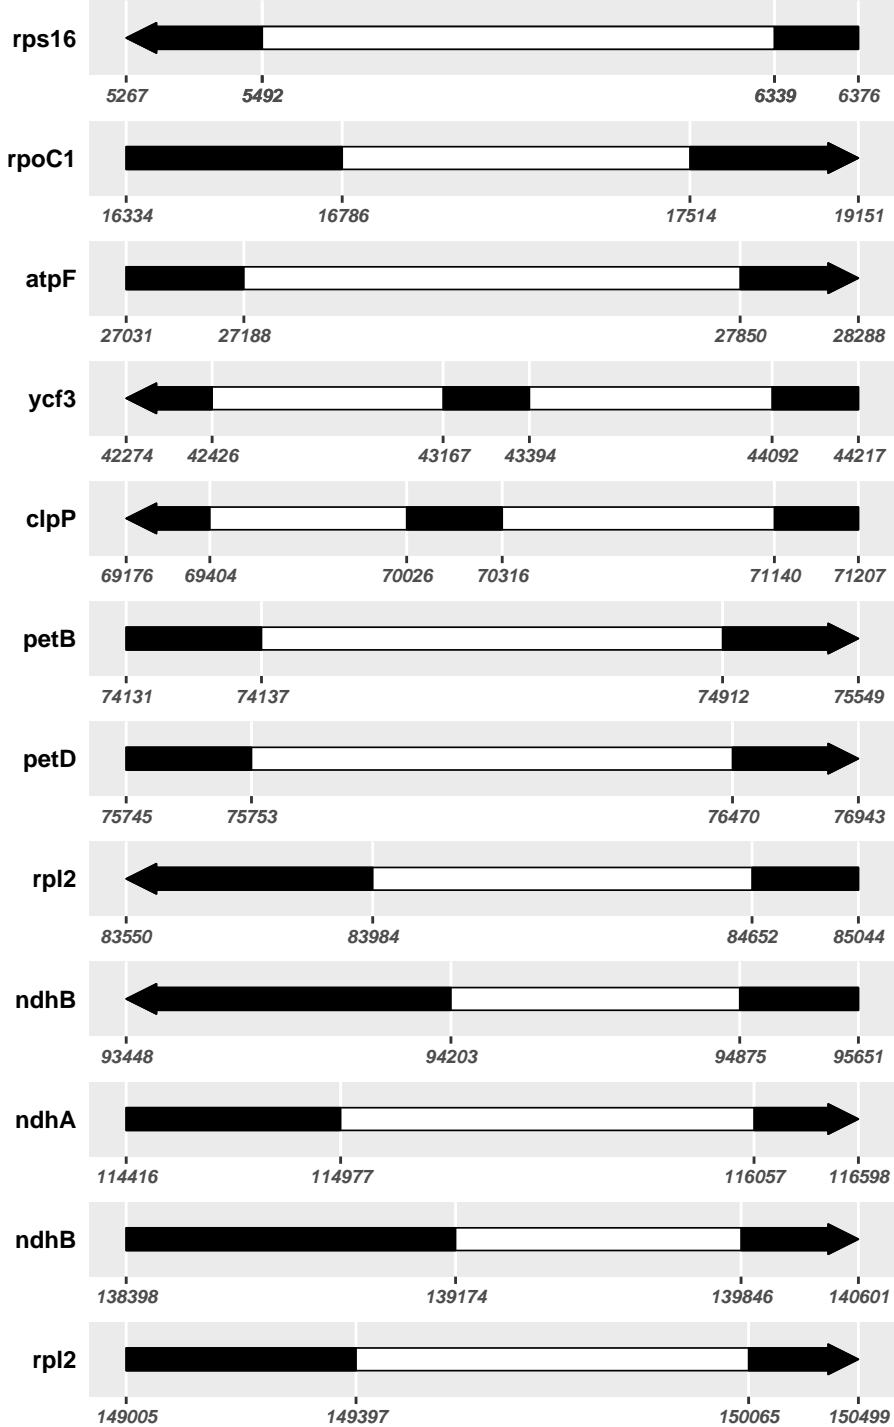 rps16
5267 5492 6339 6376
rpoC1
16334 16786 17514 19151
atpF
27031 27188 27850 28288
ycf3
42274 42426 43167 43394 44092 44217
clpP
69176 69404 70026 70316 71140 71207
petB
74131 74137 74912 75549
petD
75745 75753 76470 76943
rpl2
83550 83984 84652 85044
ndhB
93448 94203 94875 95651
ndhA
114416 114977 116057 116598
ndhB
138398 139174 139846 140601
rpl2
149005 149397 150065 150499